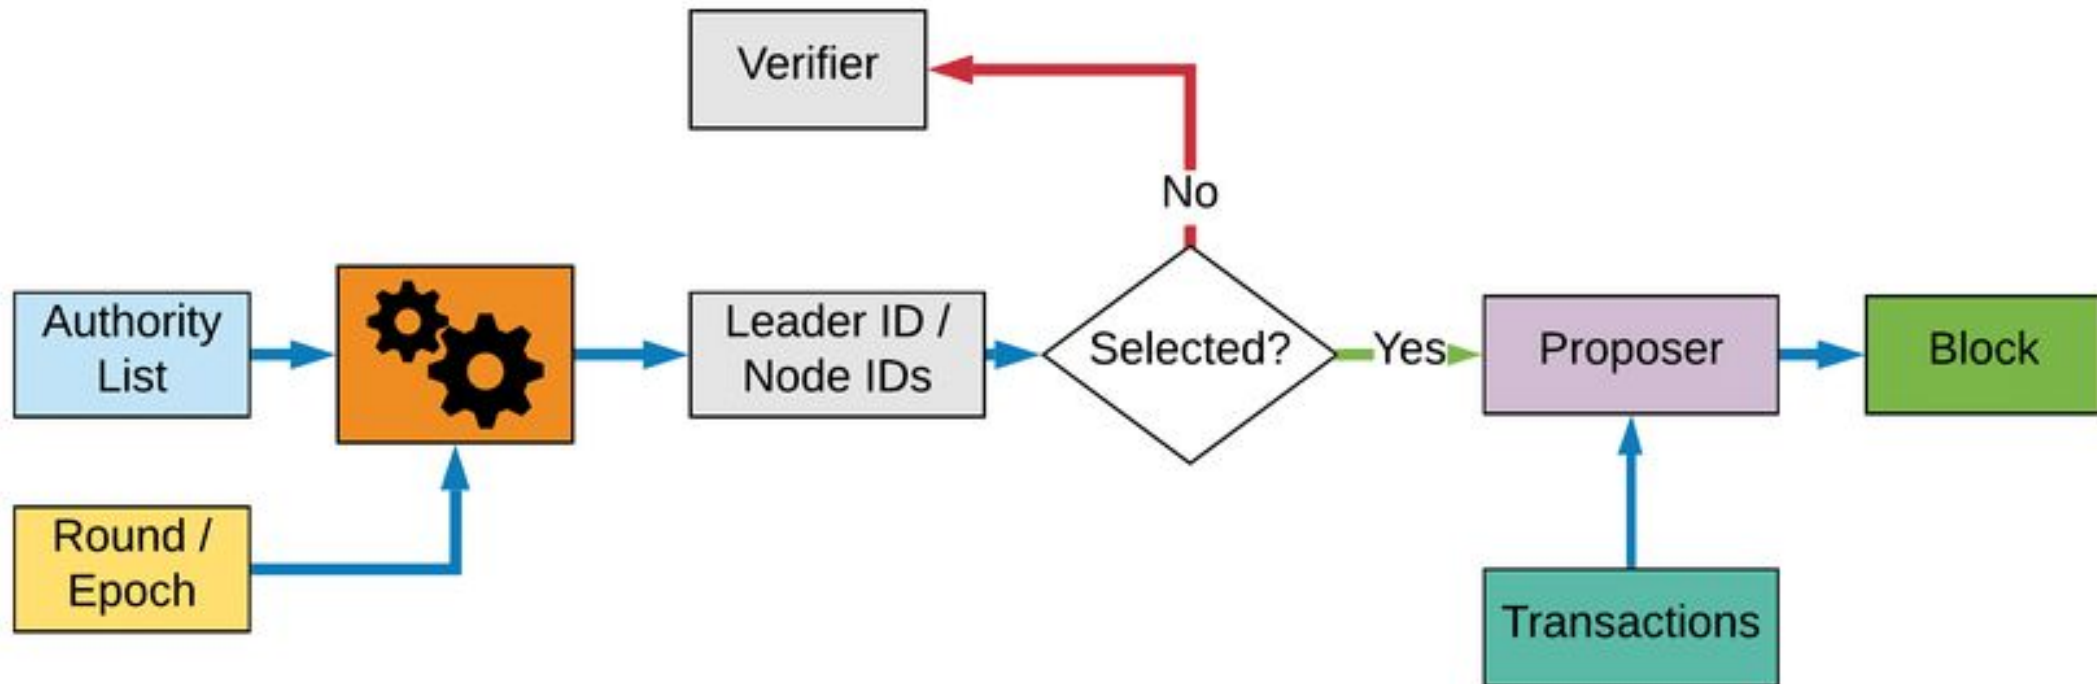 Verifier
No
Authority
List
Leader ID /
Node IDs
Selected?
Yes
Proposer
Block
Round /
Epoch
Transactions